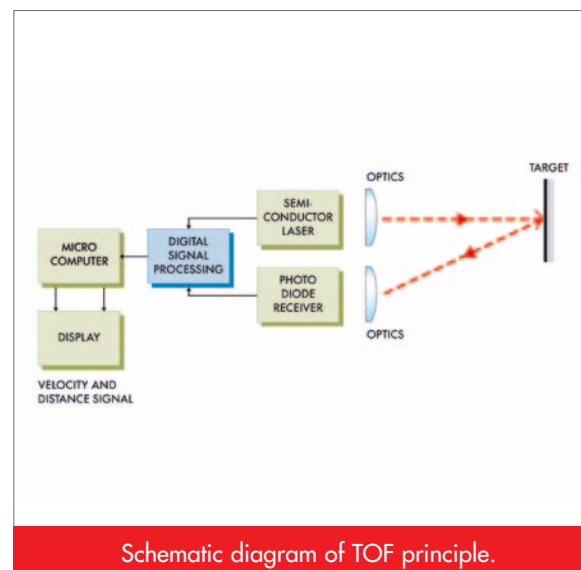 TARGET
OPTICS
SEMI-
CONDUCTOR
LASER
MICRO
COMPUTER
DIGITAL
SIGNAL
PROCESSING
PHOTO
DIODE
RECEIVER
DISPLAY
OPTICS
VELOCITY AND
DISTANCE SIGNAL
Schematic diagram of TOF principle.